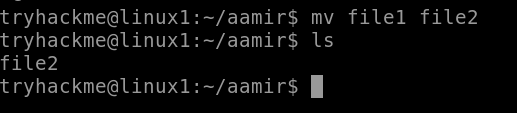 tryhackme@linux1:~/aamir$ mv file1 file2
tryhackme@linux1:~/aamir$ ls
file2
tryhackme@linux1:~/aamir$